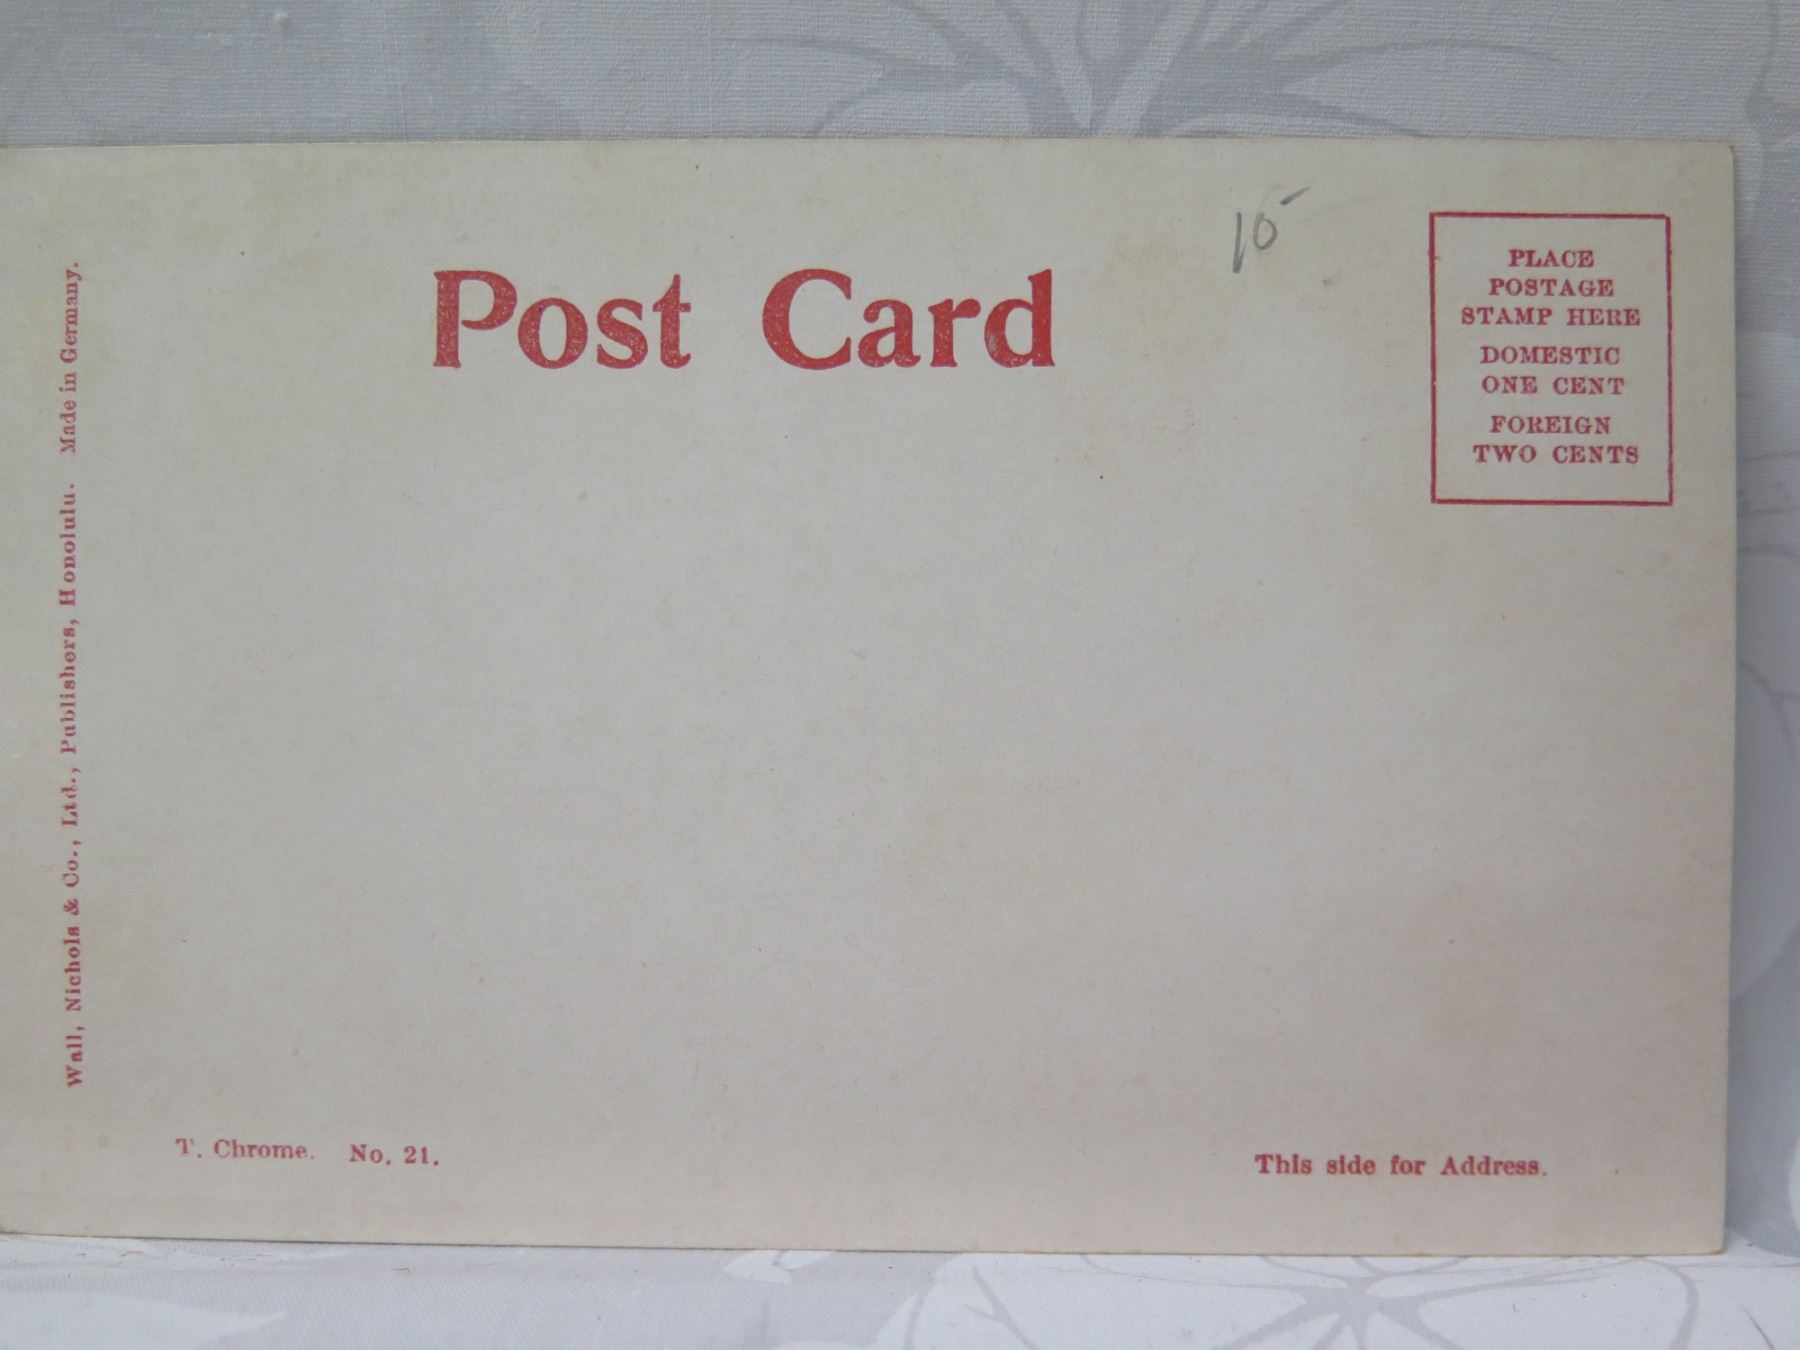 Post Card
10
PLACE
POSTAGE
STAMP HERE
DOMESTIC
ONE CENT
FOREIGN
TWO CENTS
Wall, Nichols & Co., Ltd., Publishers, Honolulu. Made in Germany.
T. Chrome. No. 21.
This side for Address.